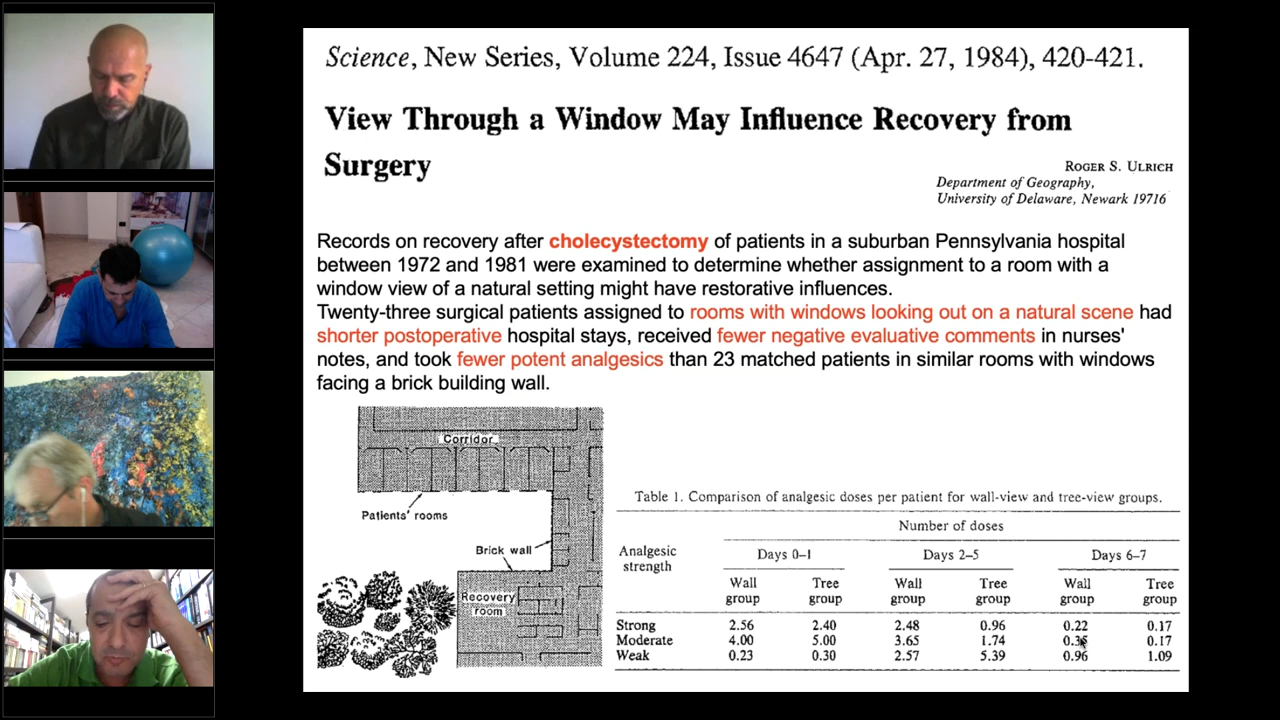 Science, New Series, Volume 224, Issue 4647 (Apr. 27, 1984), 420-421.
View Through a Window May Influence Recovery from
Surgery
ROGER S. ULRICH
Department of Geography,
University of Delaware, Newark 19716
Records on recovery after cholecystectomy of patients in a suburban Pennsylvania hospital
between 1972 and 1981 were examined to determine whether assignment to a room with a
window view of a natural setting might have restorative influences.
Twenty-three surgical patients assigned to rooms with windows looking out on a natural scene had
shorter postoperative hospital stays, received fewer negative evaluative comments in nurses'
notes, and took fewer potent analgesics than 23 matched patients in similar rooms with windows
facing a brick building wall.
Corridor
Patients' rooms
Brick wall
Recovery
room
Table 1. Comparison of analgesic doses per patient for wall-view and tree-view groups.
Number of doses
Analgesic
strength
Days 0–1 Days 2–5 Days 6–7
Wall Tree Wall Tree Wall Tree
group group group group group group
Strong 2.56 2.40 2.48 0.96 0.22 0.17
Moderate 4.00 5.00 3.65 1.74 0.17
Weak 0.23 0.30 2.57 5.39 0.96 1.09